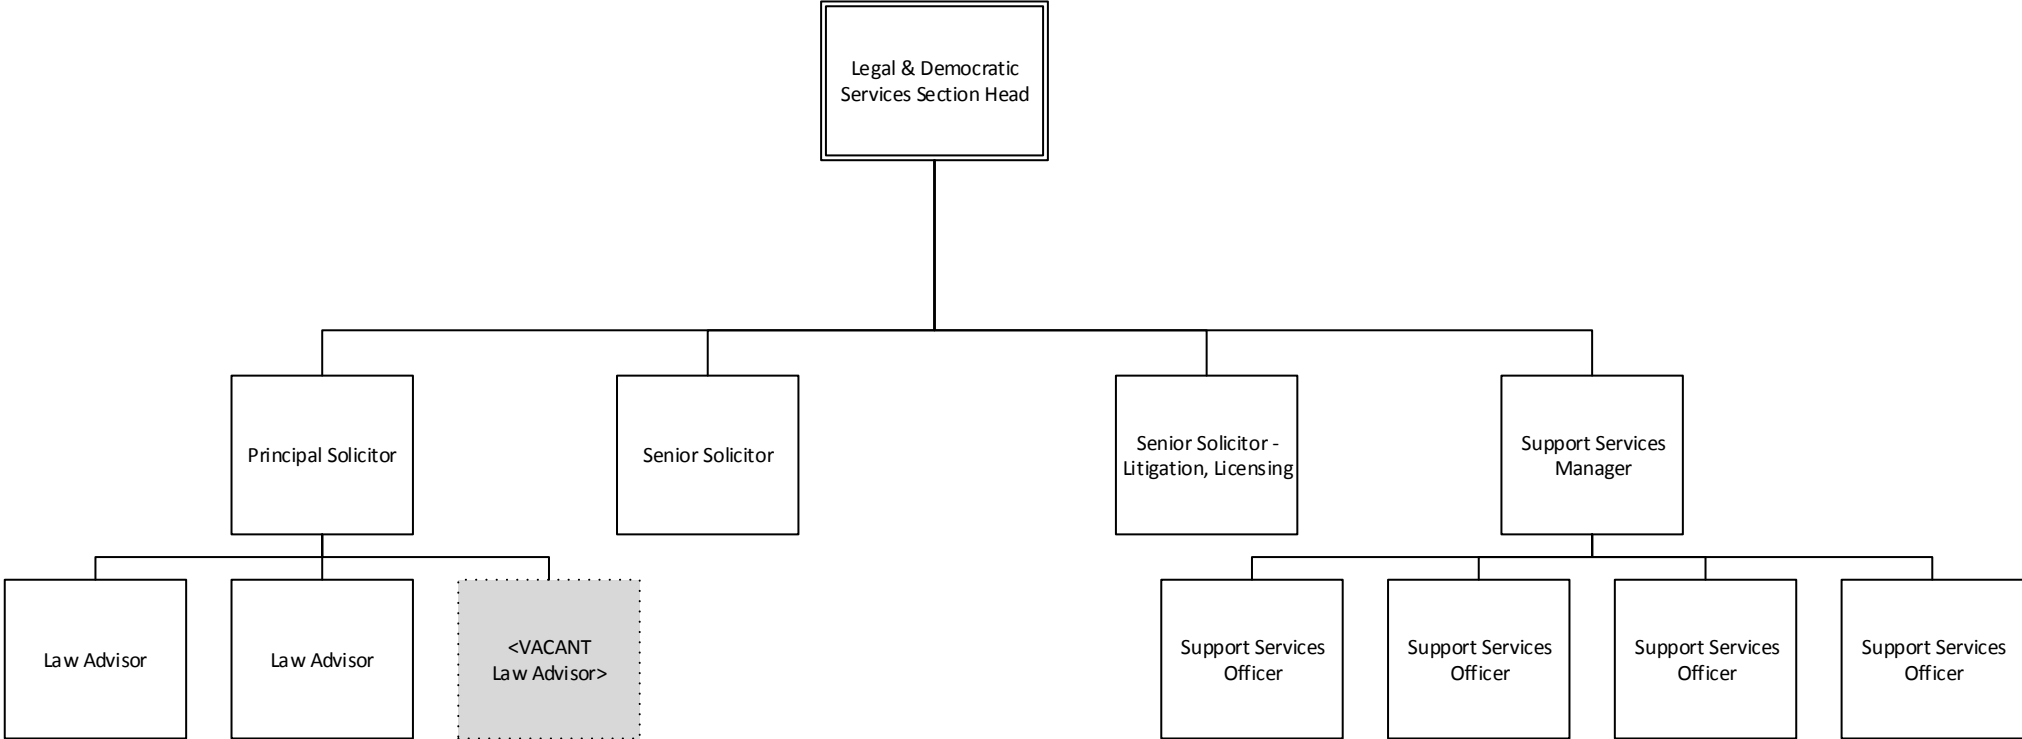 Legal & Democratic
Services Section Head
Principal Solicitor
Senior Solicitor
Senior Solicitor -
Litigation, Licensing
Support Services
Manager
Law Advisor
Law Advisor
<VACANT
Law Advisor>
Support Services
Officer
Support Services
Officer
Support Services
Officer
Support Services
Officer